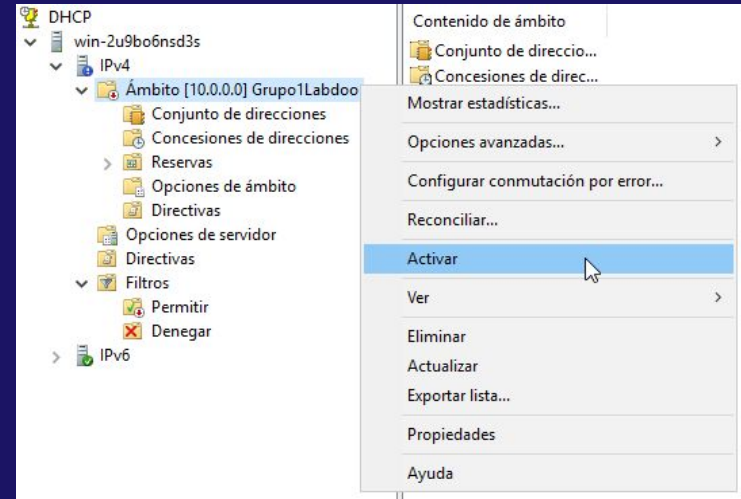 DHCP
win-2u9bo6nsd3s
IPv4
Ámbito [10.0.0.0] Grupo1Labdoo
Conjunto de direcciones
Concesiones de direcciones
Reservas
Opciones de ámbito
Directivas
Opciones de servidor
Directivas
Filtros
Permitir
Denegar
IPv6
Contenido de ámbito
Conjunto de direccio...
Concesiones de direc...
Mostrar estadísticas...
Opciones avanzadas...
Configurar conmutación por error...
Reconciliar...
Activar
Ver
Eliminar
Actualizar
Exportar lista...
Propiedades
Ayuda